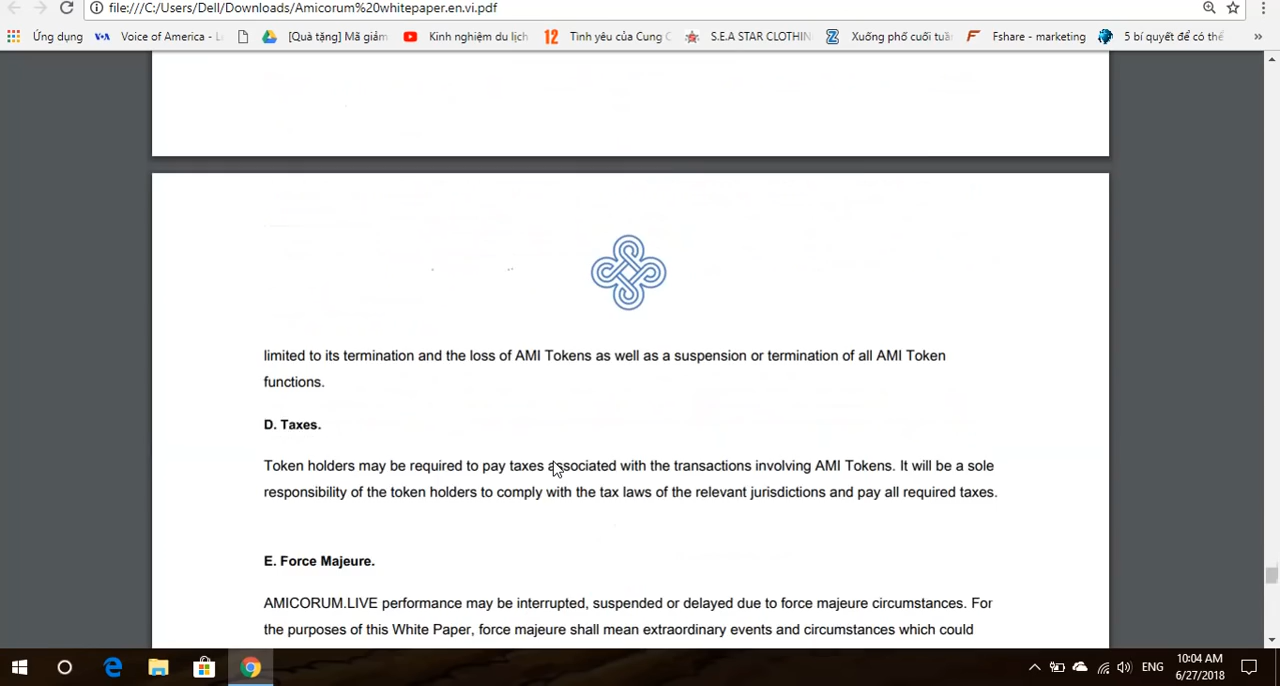 file:///C:/Users/Dell/Downloads/Amicorum%20whitepaper.en.vi.pdf
Ứng dụng
Voice of America - L
[Quà tặng] Mã giảm
Kinh nghiệm du lịch
12 Tình yêu của Cung C
S.E.A STAR CLOTHIN
Xuống phố cuối tuần
Fshare - marketing
5 bí quyết để có thể
»
limited to its termination and the loss of AMI Tokens as well as a suspension or termination of all AMI Token
functions.
D. Taxes.
Token holders may be required to pay taxes associated with the transactions involving AMI Tokens. It will be a sole
responsibility of the token holders to comply with the tax laws of the relevant jurisdictions and pay all required taxes.
E. Force Majeure.
AMICORUM.LIVE performance may be interrupted, suspended or delayed due to force majeure circumstances. For
the purposes of this White Paper, force majeure shall mean extraordinary events and circumstances which could
ENG
10:04 AM
6/27/2018